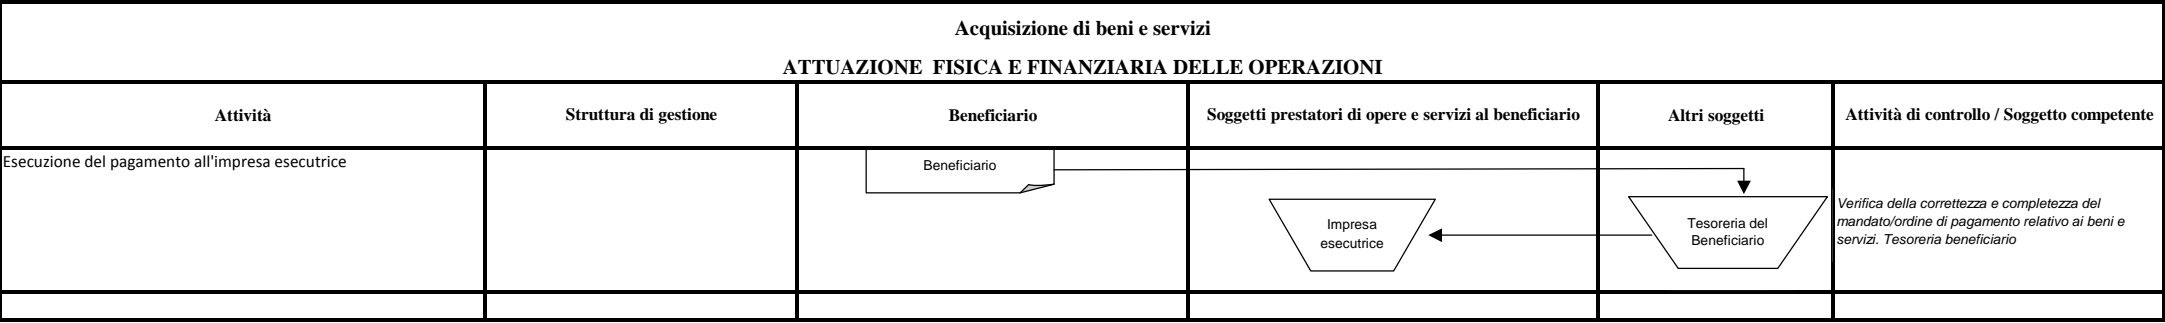 Acquisizione di beni e servizi
ATTUAZIONE FISICA E FINANZIARIA DELLE OPERAZIONI
Attività
Struttura di gestione
Beneficiario
Soggetti prestatori di opere e servizi al beneficiario
Altri soggetti
Attività di controllo / Soggetto competente
Esecuzione del pagamento all'impresa esecutrice
Beneficiario
Impresa
esecutrice
Tesoreria del
Beneficiario
Verifica della correttezza e completezza del
mandato/ordine di pagamento relativo ai beni e
servizi. Tesoreria beneficiario